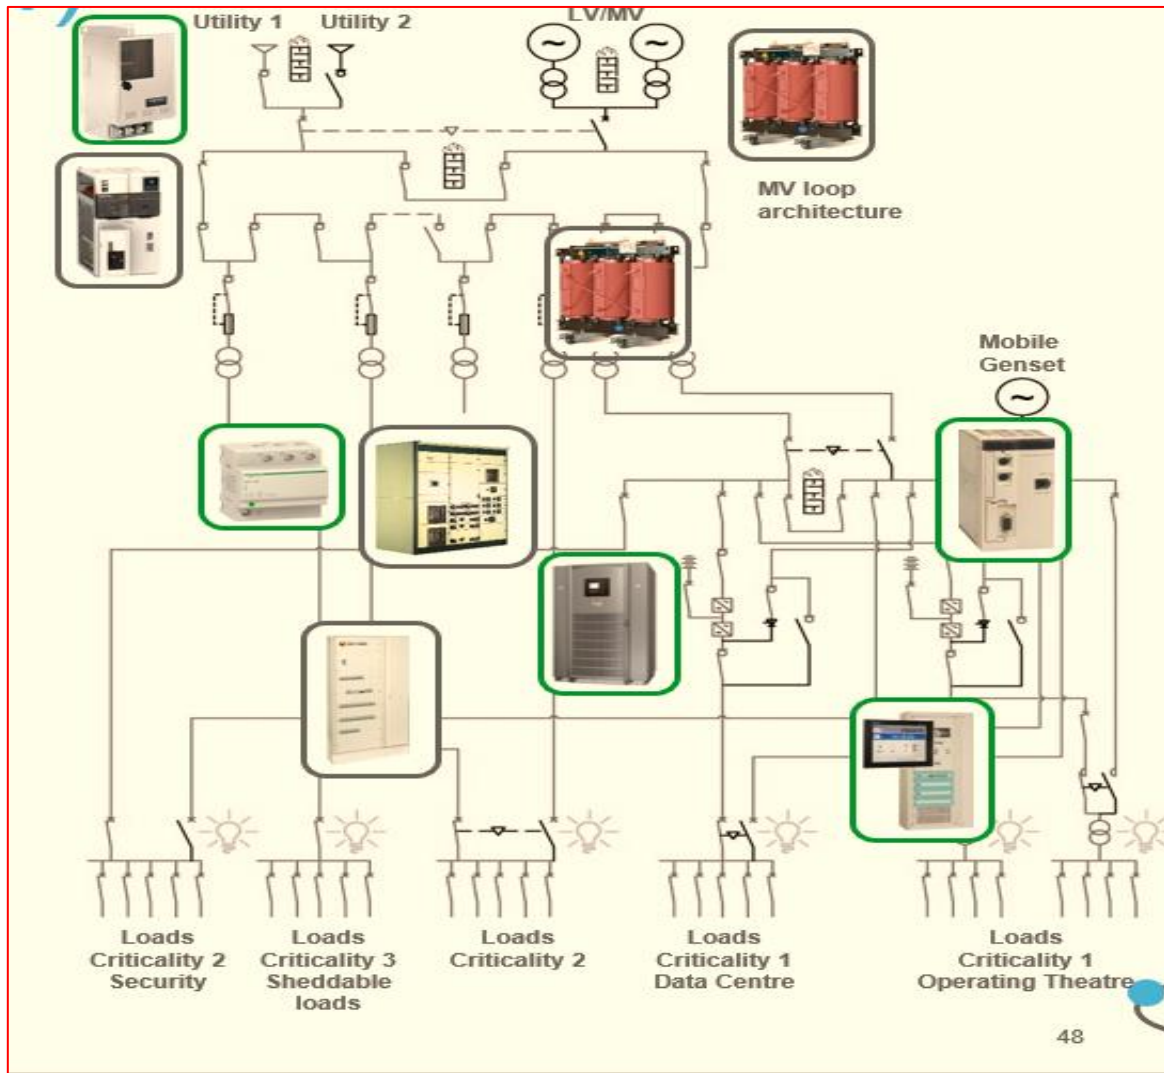 Utility 1
Utility 2
LV/MV
MV loop
architecture
Mobile
Genset
Loads
Criticality 2
Security
Loads
Criticality 3
Sheddable
loads
Loads
Criticality 2
Loads
Criticality 1
Data Centre
Loads
Criticality 1
Operating Theatre
48